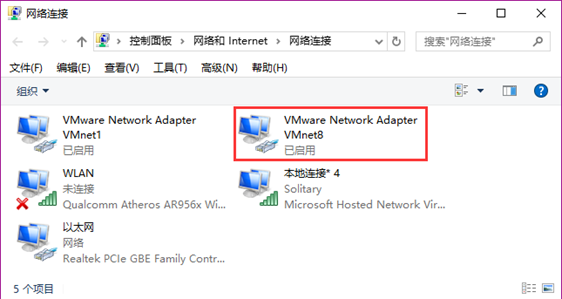 网络连接
控制面板 > 网络和 Internet > 网络连接
搜索"网络连接"
文件(F) 编辑(E) 查看(V) 工具(T) 高级(N) 帮助(H)
组织
VMware Network Adapter VMnet1
已启用
VMware Network Adapter VMnet8
已启用
WLAN
未连接
Qualcomm Atheros AR956x Wi...
本地连接* 4
Solitary
Microsoft Hosted Network Vir...
以太网
网络
Realtek PCIe GBE Family Contr...
5 个项目